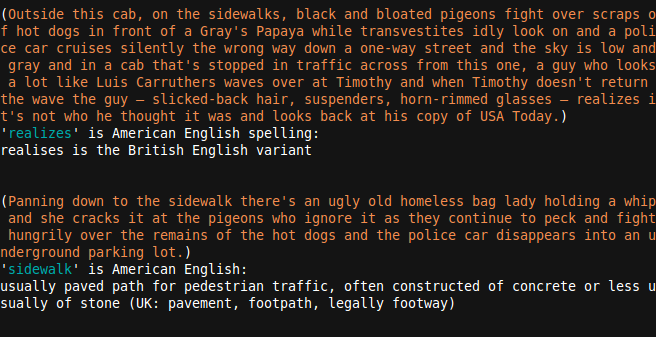 (Outside this cab, on the sidewalks, black and bloated pigeons fight over scraps o
f hot dogs in front of a Gray's Papaya while transvestites idly look on and a poli
ce car cruises silently the wrong way down a one-way street and the sky is low and
gray and in a cab that's stopped in traffic across from this one, a guy who looks
a lot like Luis Carruthers waves over at Timothy and when Timothy doesn't return
the wave the guy — slicked-back hair, suspenders, horn-rimmed glasses — realizes i
t's not who he thought it was and looks back at his copy of USA Today.)
'realizes' is American English spelling:
realises is the British English variant
(Panning down to the sidewalk there's an ugly old homeless bag lady holding a whip
and she cracks it at the pigeons who ignore it as they continue to peck and fight
hungrily over the remains of the hot dogs and the police car disappears into an u
nderground parking lot.)
'sidewalk' is American English:
usually paved path for pedestrian traffic, often constructed of concrete or less u
sually of stone (UK: pavement, footpath, legally footway)